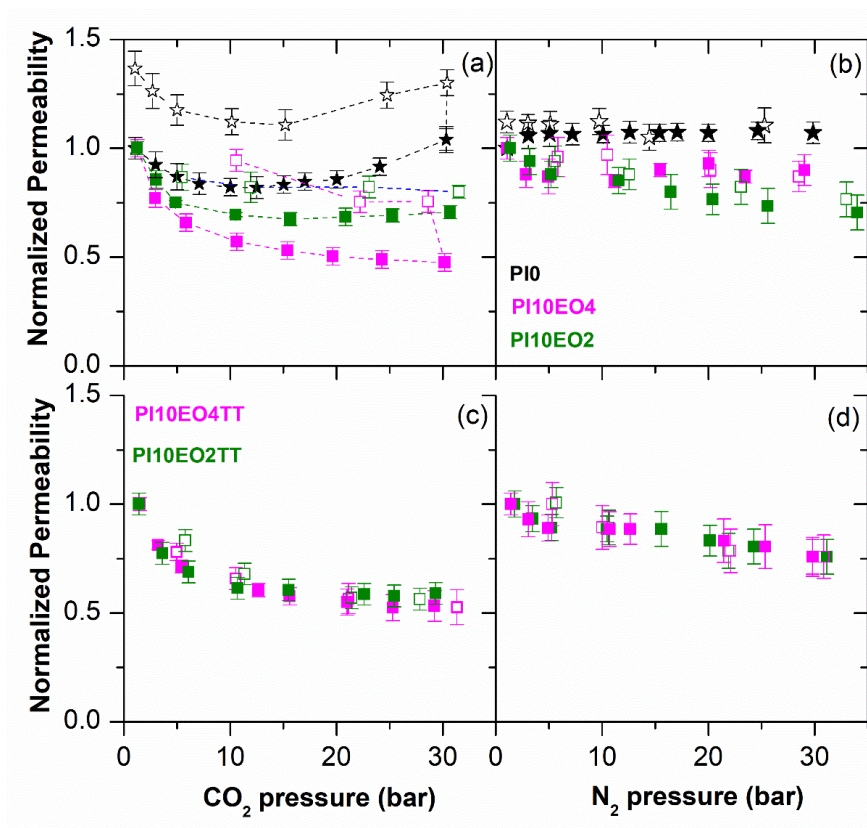 1.5
(a)
(b)
1.0
0.5
0.0
Normalized Permeability
PI0
PI10EO4
PI10EO2
1.5
PI10EO4TT
PI10EO2TT
(c)
(d)
1.0
0.5
0.0
Normalized Permeability
0 10 20 30 0 10 20 30
CO₂ pressure (bar) N₂ pressure (bar)